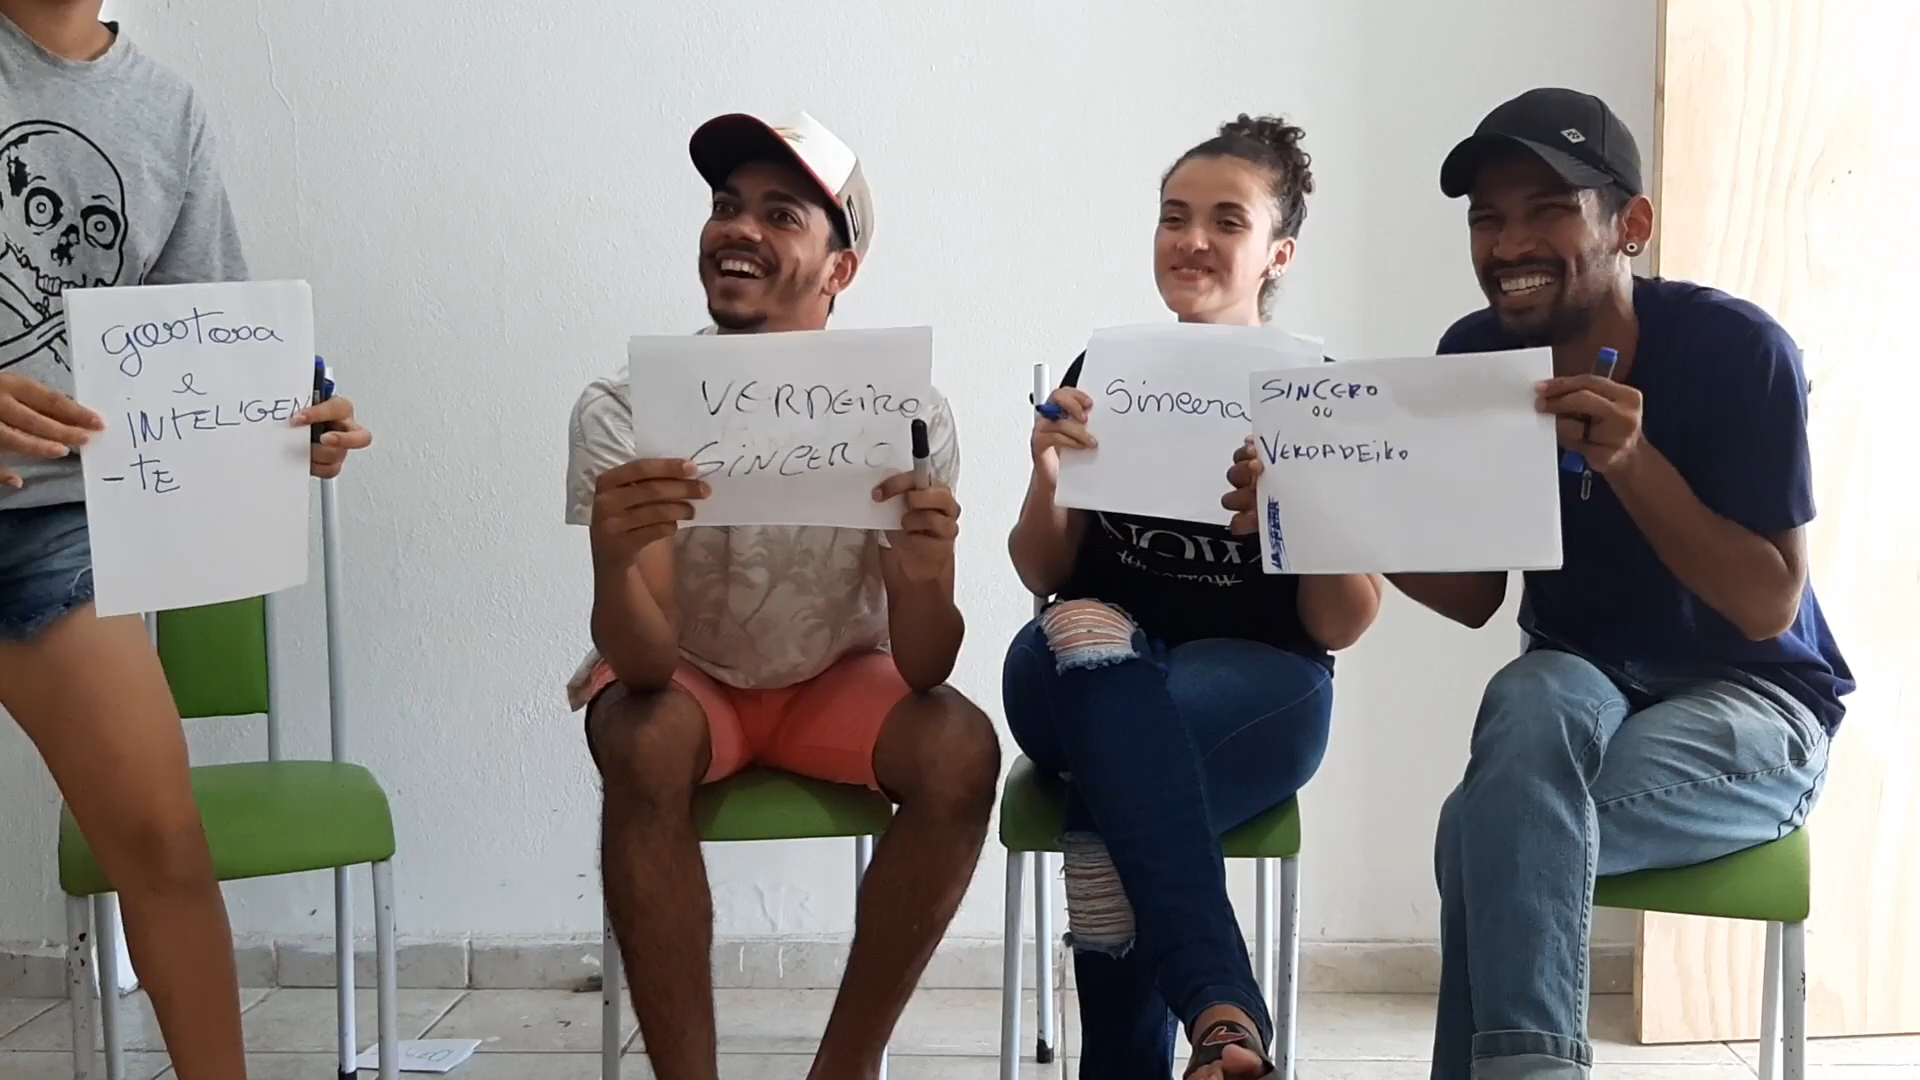 gostosa
e
INTELIGEN
-TE
VERDEIRO
SINCERO
Sincera
SINCERO
OU
VERDADEIRO